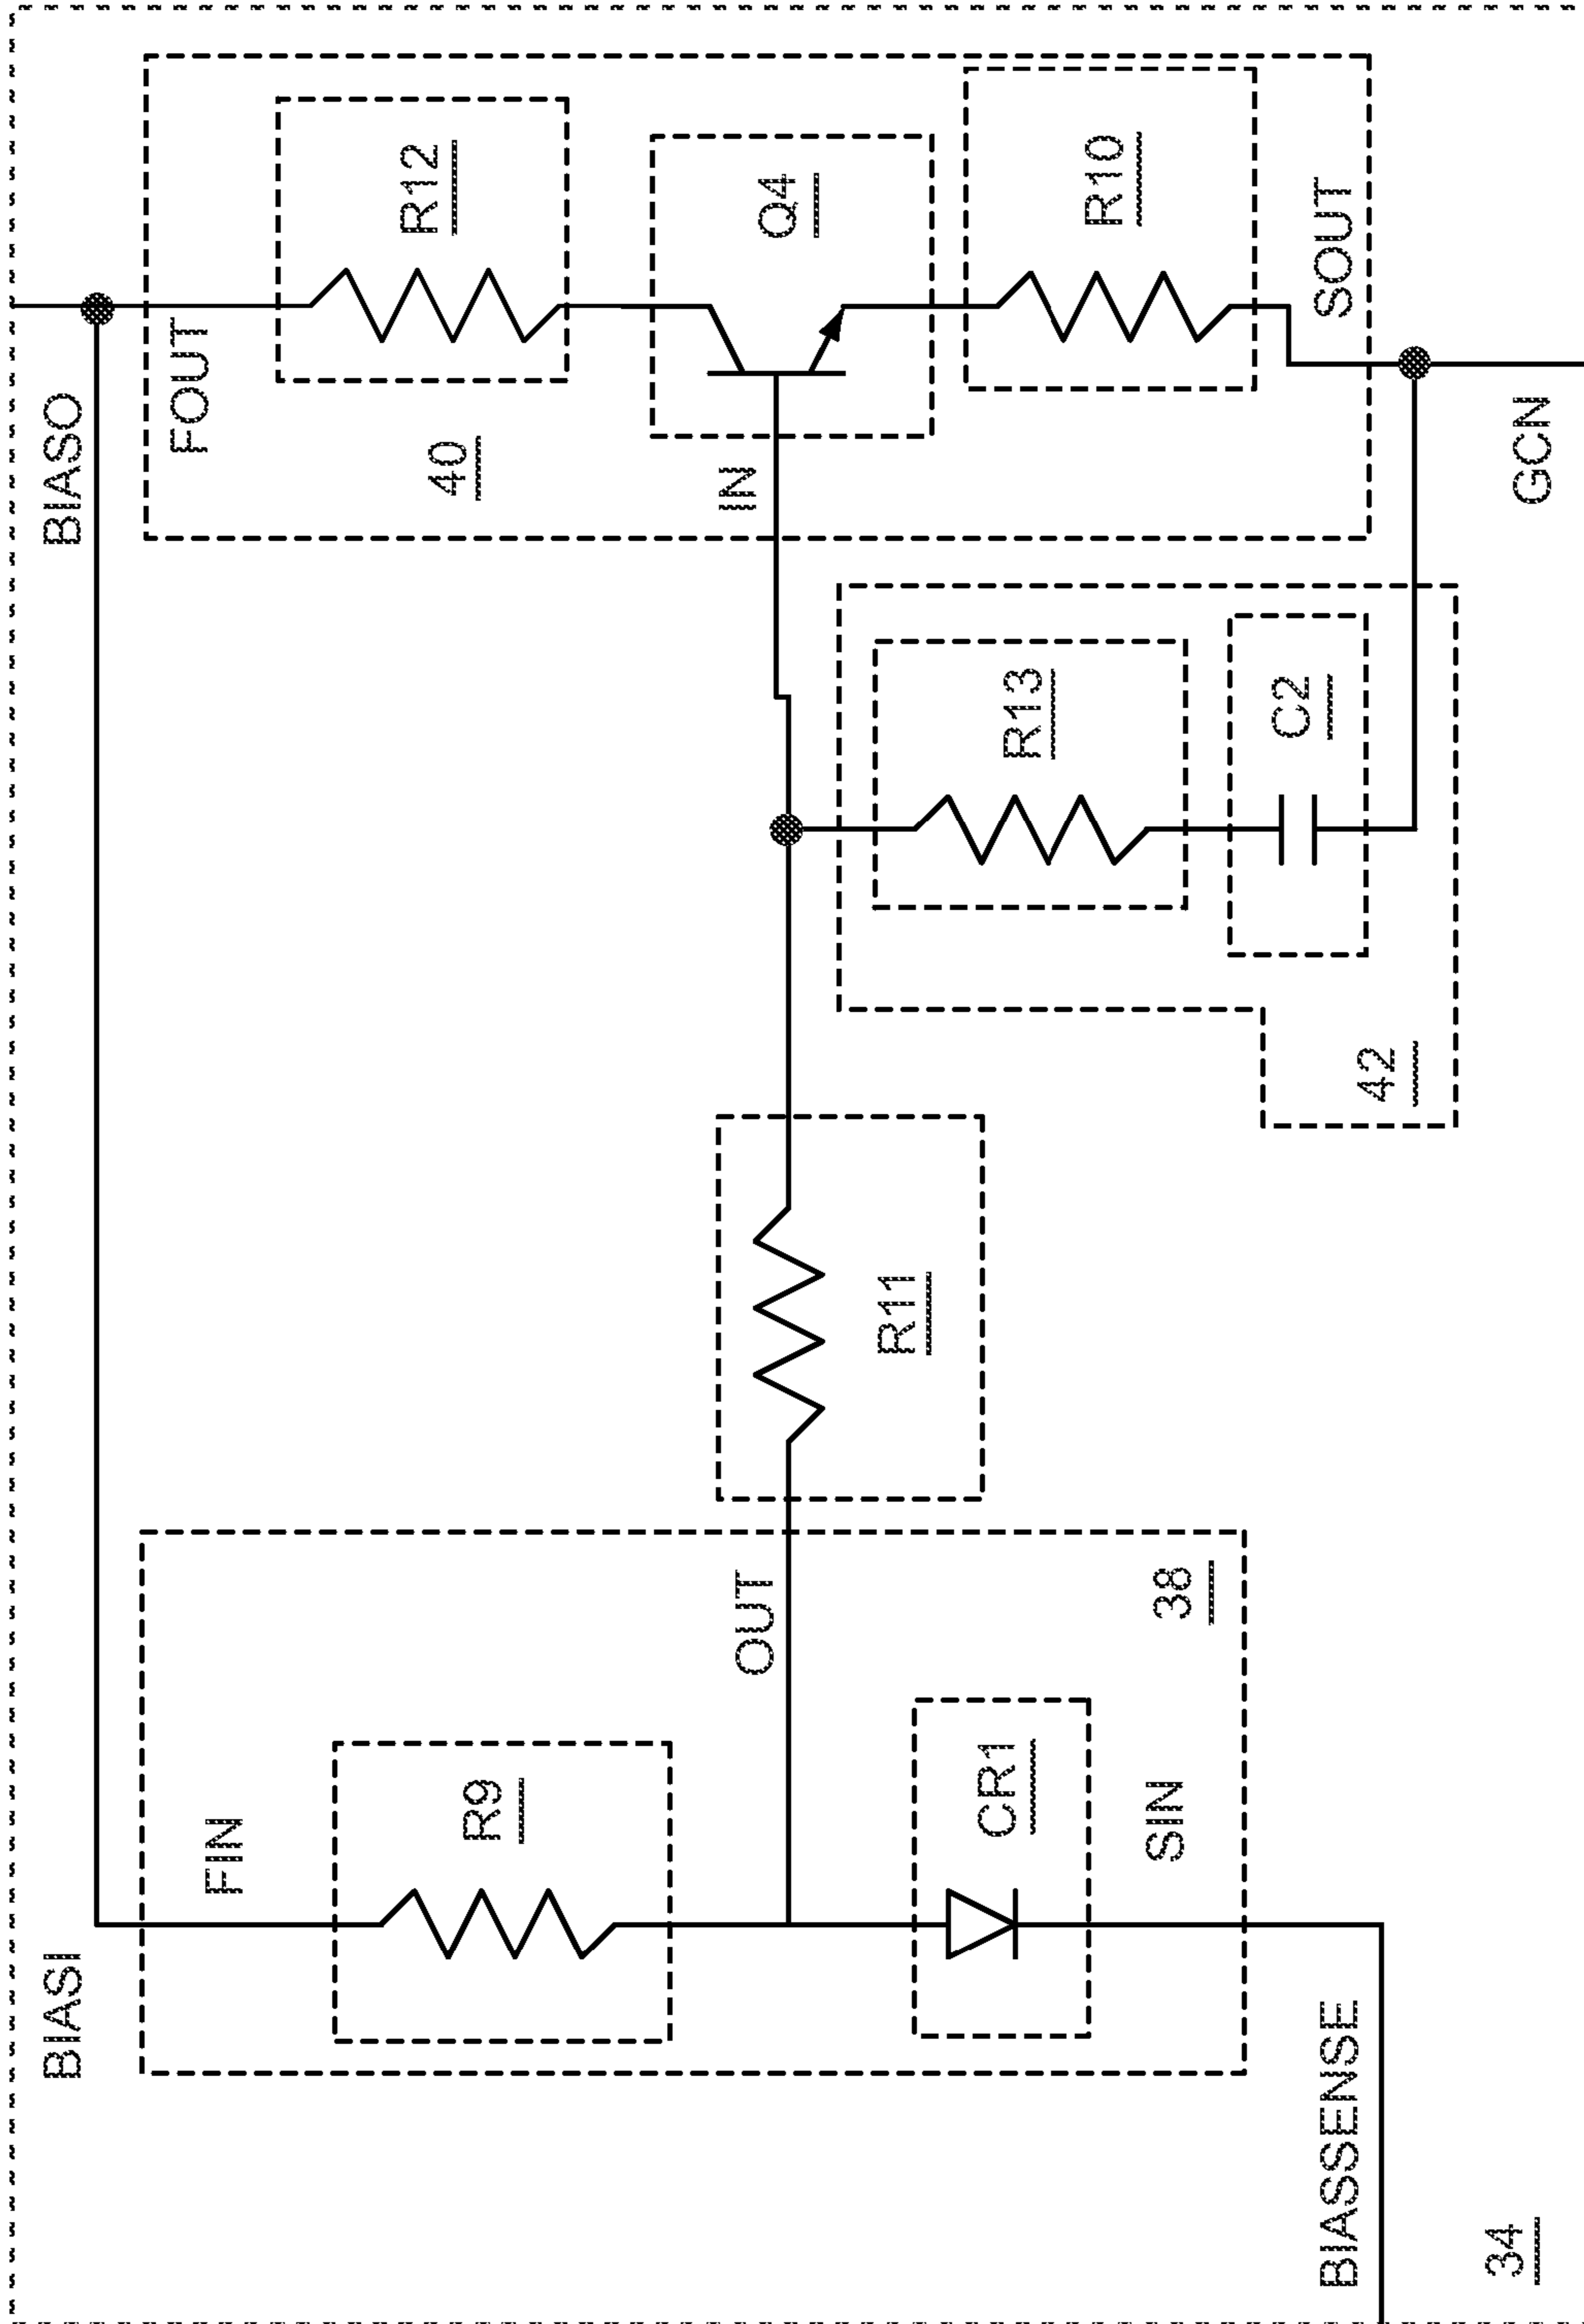 BIASI
BIASO
FIN
FOUT
R12
R9
40
IN
Q4
OUT
R11
CR1
R13
R10
SIN
38
C2
SOUT
BIASSENSE
42
34
GCN